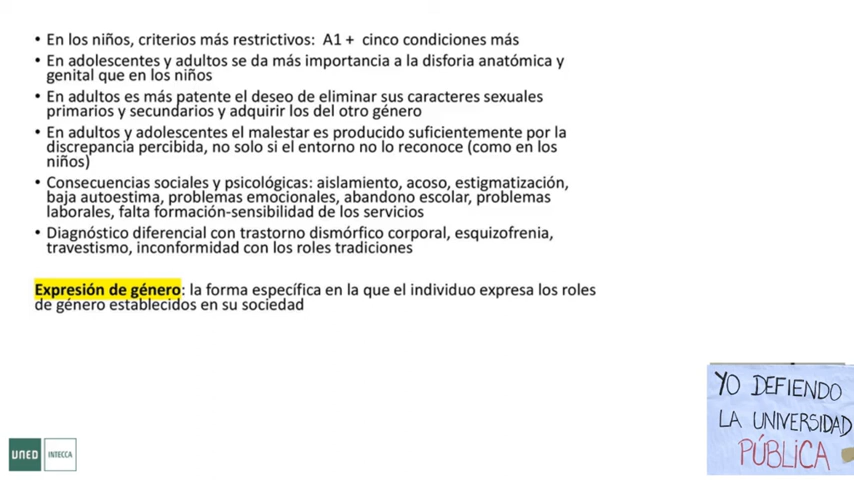 • En los niños, criterios más restrictivos: A1 + cinco condiciones más
• En adolescentes y adultos se da más importancia a la disforia anatómica y
genital que en los niños
• En adultos es más patente el deseo de eliminar sus caracteres sexuales
primarios y secundarios y adquirir los del otro género
• En adultos y adolescentes el malestar es producido suficientemente por la
discrepancia percibida, no solo si el entorno no lo reconoce (como en los
niños)
• Consecuencias sociales y psicológicas: aislamiento, acoso, estigmatización,
baja autoestima, problemas emocionales, abandono escolar, problemas
laborales, falta formación-sensibilidad de los servicios
• Diagnóstico diferencial con trastorno dismórfico corporal, esquizofrenia,
travestismo, inconformidad con los roles tradiciones
Expresión de género: la forma específica en la que el individuo expresa los roles
de género establecidos en su sociedad
YO DEFIENDO
LA UNIVERSIDAD
PÚBLICA
UNED INTECCA